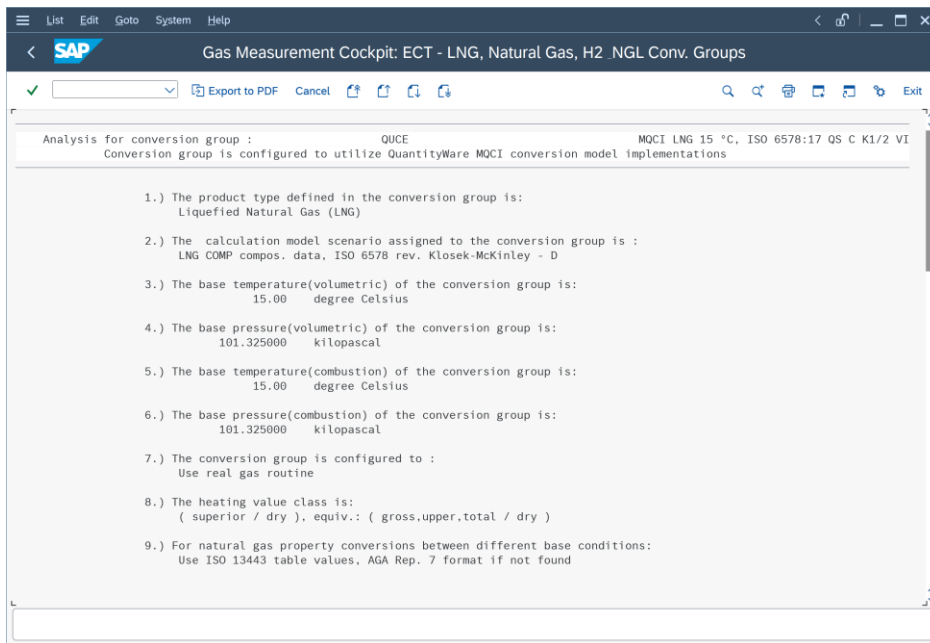 List Edit Goto System Help
SAP Gas Measurement Cockpit: ECT - LNG, Natural Gas, H2 _NGL Conv. Groups
Export to PDF Cancel Exit
Analysis for conversion group : QUCE MQCI LNG 15 °C, ISO 6578:17 QS C K1/2 VI
Conversion group is configured to utilize QuantityWare MQCI conversion model implementations
1.) The product type defined in the conversion group is:
Liquefied Natural Gas (LNG)
2.) The calculation model scenario assigned to the conversion group is :
LNG COMP compos. data, ISO 6578 rev. Klosek-McKinley - D
3.) The base temperature(volumetric) of the conversion group is:
15.00 degree Celsius
4.) The base pressure(volumetric) of the conversion group is:
101.325000 kilopascal
5.) The base temperature(combustion) of the conversion group is:
15.00 degree Celsius
6.) The base pressure(combustion) of the conversion group is:
101.325000 kilopascal
7.) The conversion group is configured to :
Use real gas routine
8.) The heating value class is:
( superior / dry ), equiv.: ( gross,upper,total / dry )
9.) For natural gas property conversions between different base conditions:
Use ISO 13443 table values, AGA Rep. 7 format if not found